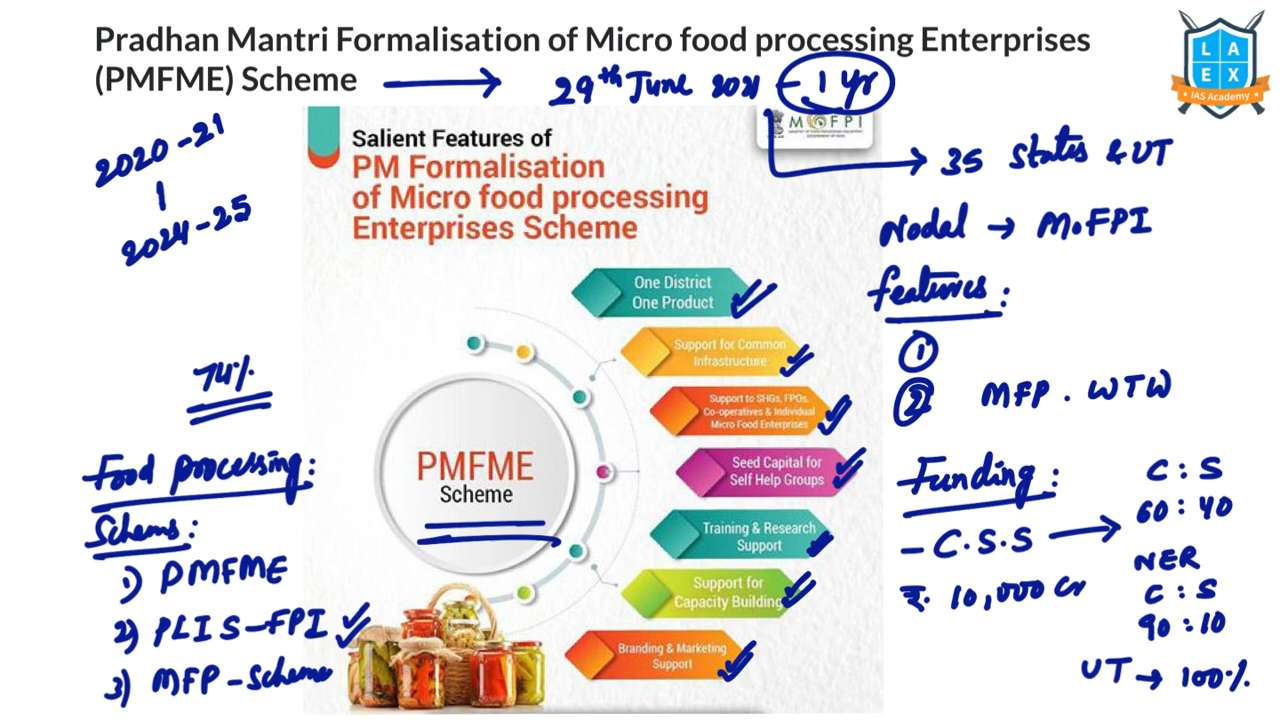 Pradhan Mantri Formalisation of Micro food processing Enterprises
(PMFME) Scheme
29th June 2021 - 1 yr
L A
E X
IAS Academy
2020-21
2024-25
Salient Features of
PM Formalisation
of Micro food processing
Enterprises Scheme
MOFPI
35 States & UT
Nodal → MoFPI
features:
①
② MFP. WTW
One District
One Product
Support for Common
Infrastructure
Support to SHGs, FPOs,
Co-operatives & Individual
Micro Food Enterprises
Seed Capital for
Self Help Groups
Training & Research
Support
Support for
Capacity Building
Branding & Marketing
Support
PMFME
Scheme
74%
Food Processing:
Schems:
1) PMFME
2) PLIS-FPI
3) MFP-Scheme
Funding:
- C.S.S →
₹. 10,000 Cr
C : S
60 : 40
NER
C : S
90 : 10
UT → 100%